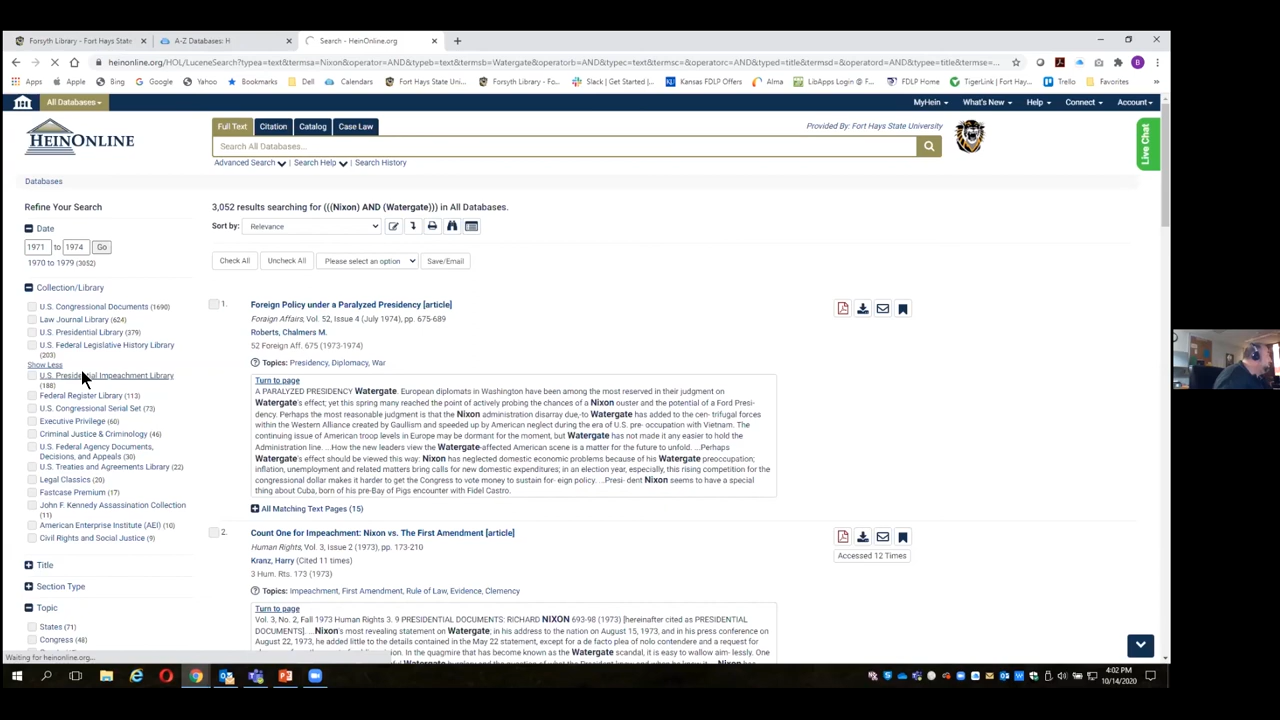 Forsyth Library - Fort Hays State
A-Z Databases: H
Search - HeinOnline.org
heinonline.org/HOL/LuceneSearch?typea=text&termsa=Nixon&operator=AND&typeb=text&termsb=Watergate&operatorb=AND&typec=text&termsc=&operatorc=AND&typed=title&termsd=&operatord=AND&typee=title&termse=...
Apps
Apple
Bing
Google
Yahoo
Bookmarks
Dell
Calendars
Fort Hays State Uni...
Forsyth Library - Fo...
Slack | Get Started |...
Kansas FDLP Offers
Alma
LibApps Login @ F...
FDLP Home
TigerLink | Fort Hay...
Trello
Favorites
All Databases
MyHein
What's New
Help
Connect
Account
HEINONLINE
Full Text
Citation
Catalog
Case Law
Provided By: Fort Hays State University
Search All Databases...
Advanced Search | Search Help | Search History
Live Chat
Databases
Refine Your Search
Date
1971 to 1974 Go
1970 to 1979 (3052)
Collection/Library
U.S. Congressional Documents (1690)
Law Journal Library (624)
U.S. Presidential Library (379)
U.S. Federal Legislative History Library
(203)
Show Less
U.S. Presidential Impeachment Library
(188)
Federal Register Library (113)
U.S. Congressional Serial Set (73)
Executive Privilege (60)
Criminal Justice & Criminology (46)
U.S. Federal Agency Documents,
Decisions, and Appeals (30)
U.S. Treaties and Agreements Library (22)
Legal Classics (20)
Fastcase Premium (17)
John F. Kennedy Assassination Collection
(11)
American Enterprise Institute (AEI) (10)
Civil Rights and Social Justice (9)
Title
Section Type
Topic
States (71)
Congress (48)
Waiting for heinonline.org...
3,052 results searching for (((Nixon) AND (Watergate))) in All Databases.
Sort by: Relevance
Check All
Uncheck All
Please select an option
Save/Email
1. Foreign Policy under a Paralyzed Presidency [article]
Foreign Affairs, Vol. 52, Issue 4 (July 1974), pp. 675-689
Roberts, Chalmers M.
52 Foreign Aff. 675 (1973-1974)
Topics: Presidency, Diplomacy, War
Turn to page
A PARALYZED PRESIDENCY Watergate. European diplomats in Washington have been among the most reserved in their judgment on
Watergate's effect; yet this spring many reached the point of actively probing the chances of a Nixon ouster and the potential of a Ford Presi-
dency. Perhaps the most reasonable judgment is that the Nixon administration disarray due,-to Watergate has added to the cen- trifugal forces
within the Western Alliance created by Gaullism and speeded up by American neglect during the era of U.S. pre- occupation with Vietnam. The
continuing issue of American troop levels in Europe may be dormant for the moment, but Watergate has not made it any easier to hold the
Administration line. ...How the new leaders view the Watergate-affected American scene is a matter for the future to unfold. ...Perhaps
Watergate's effect should be viewed this way: Nixon has neglected domestic economic problems because of his Watergate preoccupation;
inflation, unemployment and related matters bring calls for new domestic expenditures; in an election year, especially, this rising competition for the
congressional dollar makes it harder to get the Congress to vote money so- for- eign policy. ...Presi- dent Nixon seems to have a special
thing about Cuba, born of his pre-Bay of Pigs encounter with Fidel Castro.
All Matching Text Pages (15)
2. Count One for Impeachment: Nixon vs. The First Amendment [article]
Human Rights, Vol. 3, Issue 2 (1973), pp. 173-210
Kranz, Harry (Cited 11 times)
3 Hum. Rts. 173 (1973)
Accessed 12 Times
Topics: Impeachment, First Amendment, Rule of Law, Evidence, Clemency
Turn to page
Vol. 3, No. 2, Fall 1973 Human Rights 3. 9 PRESIDENTIAL DOCUMENTS: RICHARD NIXON 693-98 (1973) [hereinafter cited as PRESIDENTIAL
DOCUMENTS]. ...Nixon's most revealing statement on Watergate; in his address to the nation on August 15, 1973, and in his press conference of
August 22, 1973, he added little to the details contained in the May 22 statement, except for a de facto plea of nolo contendere and a request for
4:02 PM
10/14/2020